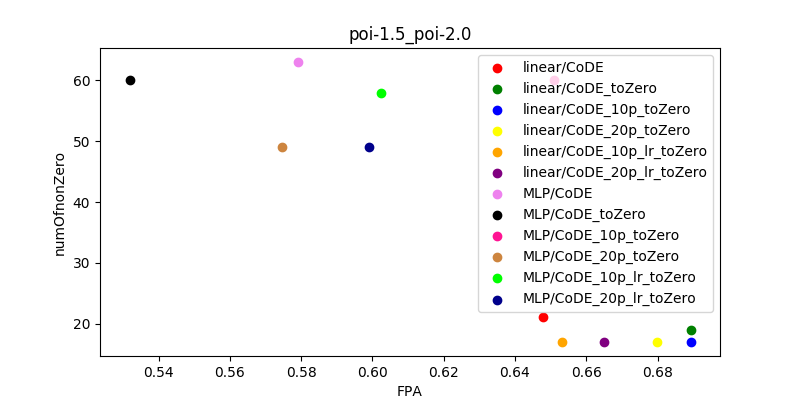 poi-1.5_poi-2.0
numOfnonZero
60
50
40
30
20
linear/CoDE
linear/CoDE_toZero
linear/CoDE_10p_toZero
linear/CoDE_20p_toZero
linear/CoDE_10p_lr_toZero
linear/CoDE_20p_lr_toZero
MLP/CoDE
MLP/CoDE_toZero
MLP/CoDE_10p_toZero
MLP/CoDE_20p_toZero
MLP/CoDE_10p_lr_toZero
MLP/CoDE_20p_lr_toZero
0.54 0.56 0.58 0.60 0.62 0.64 0.66 0.68
FPA